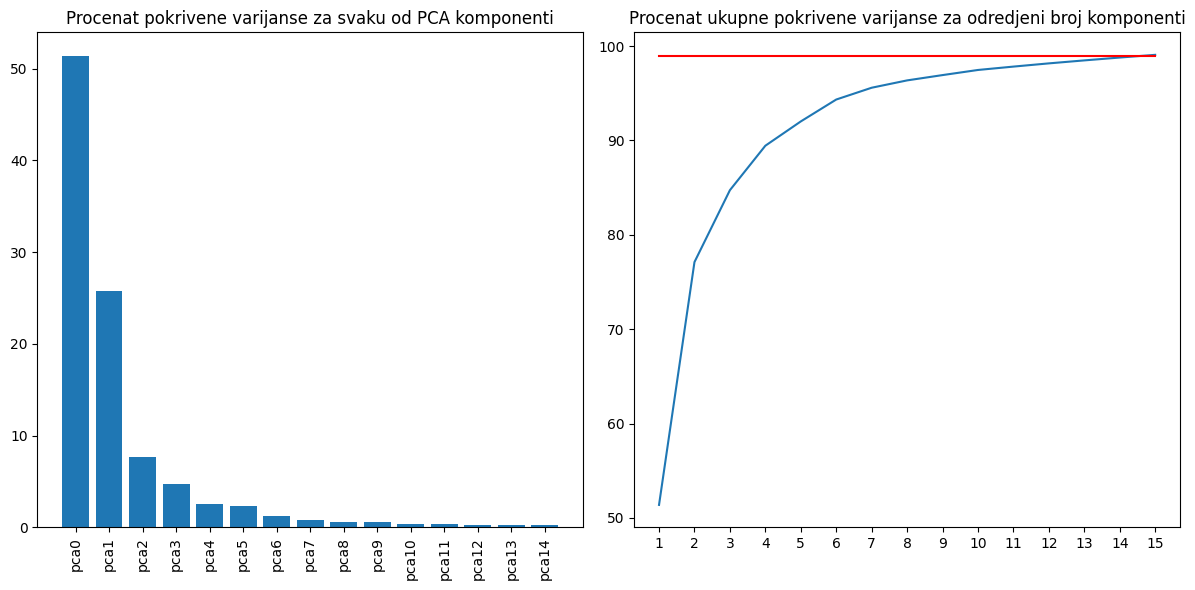 Procenat pokrivene varijanse za svaku od PCA komponenti
50
40
30
20
10
0
pca0
pca1
pca2
pca3
pca4
pca5
pca6
pca7
pca8
pca9
pca10
pca11
pca12
pca13
pca14
Procenat ukupne pokrivene varijanse za odredjeni broj komponenti
100
90
80
70
60
50
1 2 3 4 5 6 7 8 9 10 11 12 13 14 15